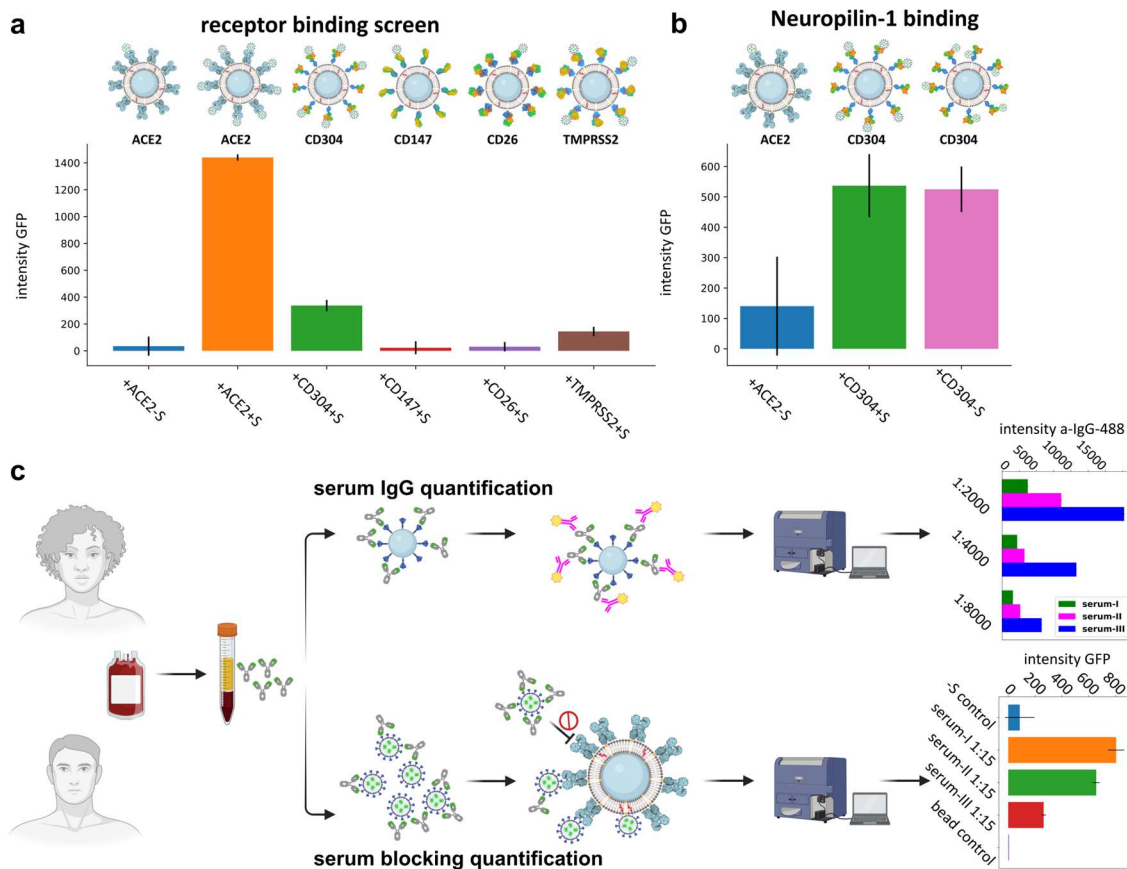 a
receptor binding screen
ACE2 ACE2 CD304 CD147 CD26 TMPRSS2
intensity GFP
1400
1200
1000
800
600
400
200
0
+ACE2-S +ACE2+S +CD304+S +CD147+S +CD26+S +TMPRSS2+S
b
Neuropilin-1 binding
ACE2 CD304 CD304
intensity GFP
600
500
400
300
200
100
0
+ACE2-S +CD304+S +CD304-S
c
serum IgG quantification
intensity a-IgG-488
5000 10000 15000
1:2000
1:4000
1:8000
serum-I
serum-II
serum-III
serum blocking quantification
intensity GFP
0 200 400 600 800
-S control
serum-I 1:15
serum-II 1:15
serum-III 1:15
bead control